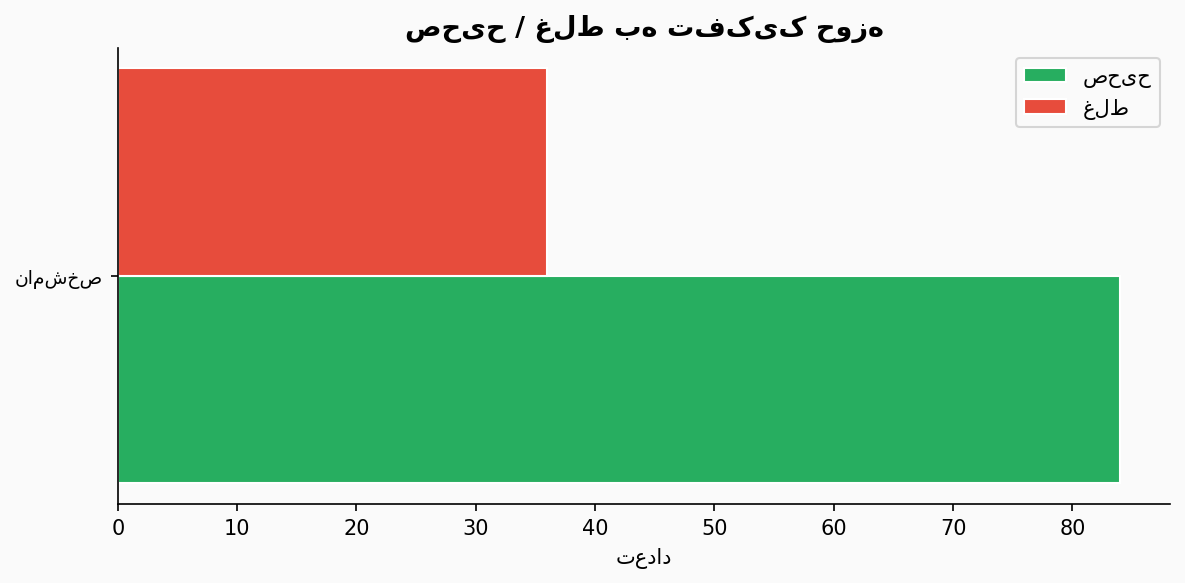 صحیح / غلط به تفکیک حوزه
صحیح
غلط
نامشخص
0 10 20 30 40 50 60 70 80
تعداد